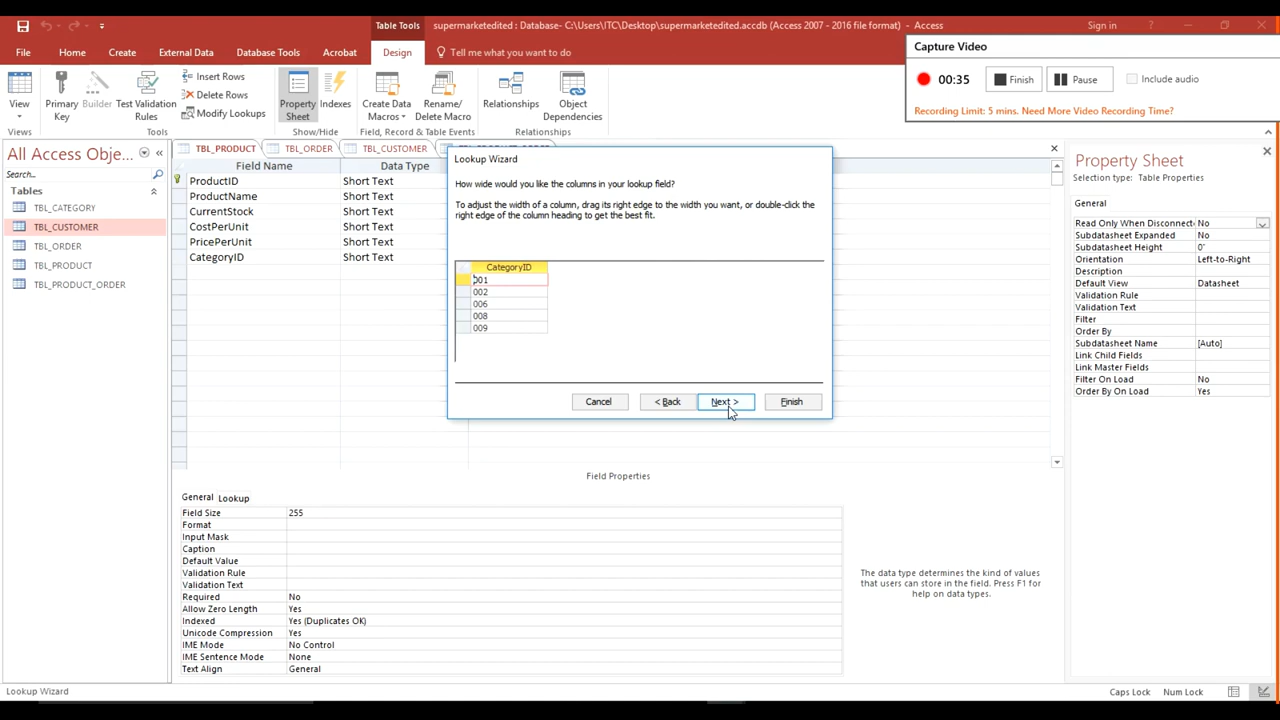 Table Tools
supermarketedited : Database- C:\Users\ITC\Desktop\supermarketedited.accdb (Access 2007 - 2016 file format) - Access
Sign in
?
File
Home
Create
External Data
Database Tools
Acrobat
Design
Tell me what you want to do
Capture Video
00:35
Finish
Pause
Include audio
Recording Limit: 5 mins. Need More Video Recording Time?
View
Primary Key
Builder
Test Validation Rules
Insert Rows
Delete Rows
Modify Lookups
Property Sheet
Indexes
Create Data Macros
Rename/ Delete Macro
Relationships
Object Dependencies
Views
Tools
Show/Hide
Field, Record & Table Events
Relationships
All Access Obje...
Search...
Tables
TBL_CATEGORY
TBL_CUSTOMER
TBL_ORDER
TBL_PRODUCT
TBL_PRODUCT_ORDER
TBL_PRODUCT
TBL_ORDER
TBL_CUSTOMER
Field Name
Data Type
ProductID
Short Text
ProductName
Short Text
CurrentStock
Short Text
CostPerUnit
Short Text
PricePerUnit
Short Text
CategoryID
Short Text
Lookup Wizard
How wide would you like the columns in your lookup field?
To adjust the width of a column, drag its right edge to the width you want, or double-click the
right edge of the column heading to get the best fit.
CategoryID
001
002
006
008
009
Cancel
< Back
Next >
Finish
Field Properties
General
Lookup
Field Size
255
Format
Input Mask
Caption
Default Value
Validation Rule
Validation Text
Required
No
Allow Zero Length
Yes
Indexed
Yes (Duplicates OK)
Unicode Compression
Yes
IME Mode
No Control
IME Sentence Mode
None
Text Align
General
The data type determines the kind of values
that users can store in the field. Press F1 for
help on data types.
Property Sheet
Selection type: Table Properties
General
Read Only When Disconnect
No
Subdatasheet Expanded
No
Subdatasheet Height
0"
Orientation
Left-to-Right
Description
Default View
Datasheet
Validation Rule
Validation Text
Filter
Order By
Subdatasheet Name
[Auto]
Link Child Fields
Link Master Fields
Filter On Load
No
Order By On Load
Yes
Lookup Wizard
Caps Lock
Num Lock